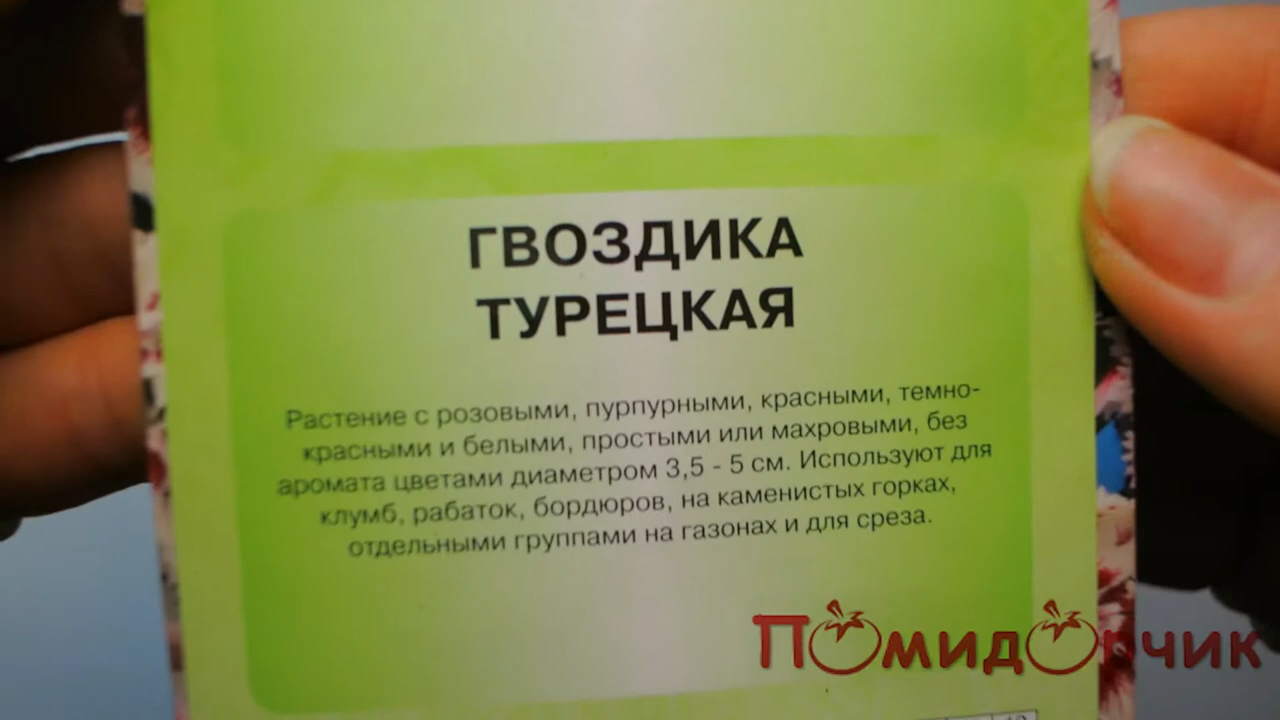 ГВОЗДИКА
ТУРЕЦКАЯ
Растение с розовыми, пурпурными, красными, темно-
красными и белыми, простыми или махровыми, без
аромата цветами диаметром 3,5 - 5 см. Используют для
клумб, рабаток, бордюров, на каменистых горках,
отдельными группами на газонах и для среза.
Помидорчик